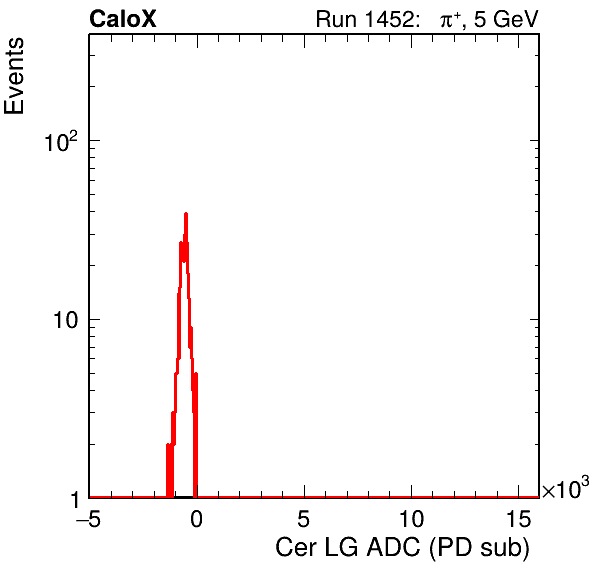 CaloX Run 1452: π⁺, 5 GeV
Events
10²
10
1
−5 0 5 10 15 ×10³
Cer LG ADC (PD sub)